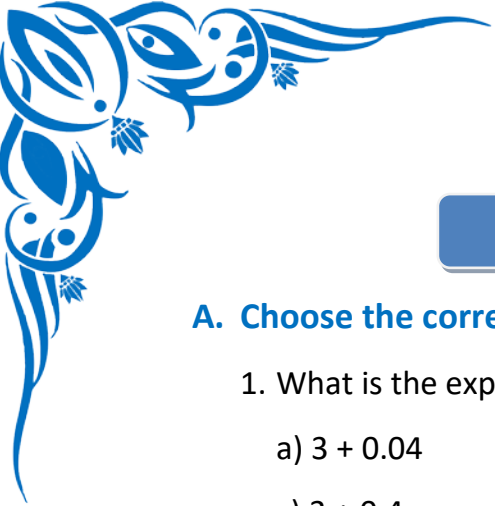 A. Choose the corre
1. What is the exp
a) 3 + 0.04